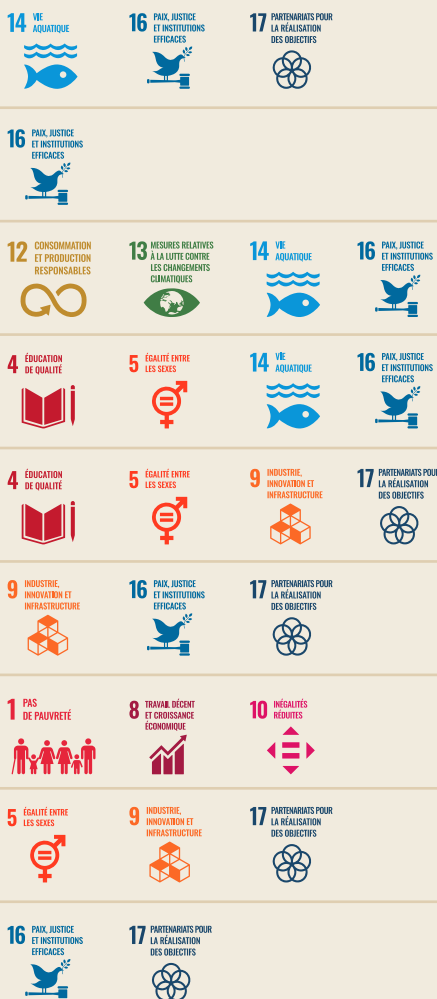 14 VIE
AQUATIQUE
16 PAIX, JUSTICE
ET INSTITUTIONS
EFFICACES
17 PARTENARIATS POUR
LA RÉALISATION
DES OBJECTIFS
16 PAIX, JUSTICE
ET INSTITUTIONS
EFFICACES
12 CONSOMMATION
ET PRODUCTION
RESPONSABLES
13 MESURES RELATIVES
À LA LUTTE CONTRE
LES CHANGEMENTS
CLIMATIQUES
14 VIE
AQUATIQUE
16 PAIX, JUSTICE
ET INSTITUTIONS
EFFICACES
4 ÉDUCATION
DE QUALITÉ
5 ÉGALITÉ ENTRE
LES SEXES
14 VIE
AQUATIQUE
16 PAIX, JUSTICE
ET INSTITUTIONS
EFFICACES
4 ÉDUCATION
DE QUALITÉ
5 ÉGALITÉ ENTRE
LES SEXES
9 INDUSTRIE,
INNOVATION ET
INFRASTRUCTURE
17 PARTENARIATS POUR
LA RÉALISATION
DES OBJECTIFS
9 INDUSTRIE,
INNOVATION ET
INFRASTRUCTURE
16 PAIX, JUSTICE
ET INSTITUTIONS
EFFICACES
17 PARTENARIATS POUR
LA RÉALISATION
DES OBJECTIFS
1 PAS
DE PAUVRETÉ
8 TRAVAIL DÉCENT
ET CROISSANCE
ÉCONOMIQUE
10 INÉGALITÉS
RÉDUITES
5 ÉGALITÉ ENTRE
LES SEXES
9 INDUSTRIE,
INNOVATION ET
INFRASTRUCTURE
17 PARTENARIATS POUR
LA RÉALISATION
DES OBJECTIFS
16 PAIX, JUSTICE
ET INSTITUTIONS
EFFICACES
17 PARTENARIATS POUR
LA RÉALISATION
DES OBJECTIFS